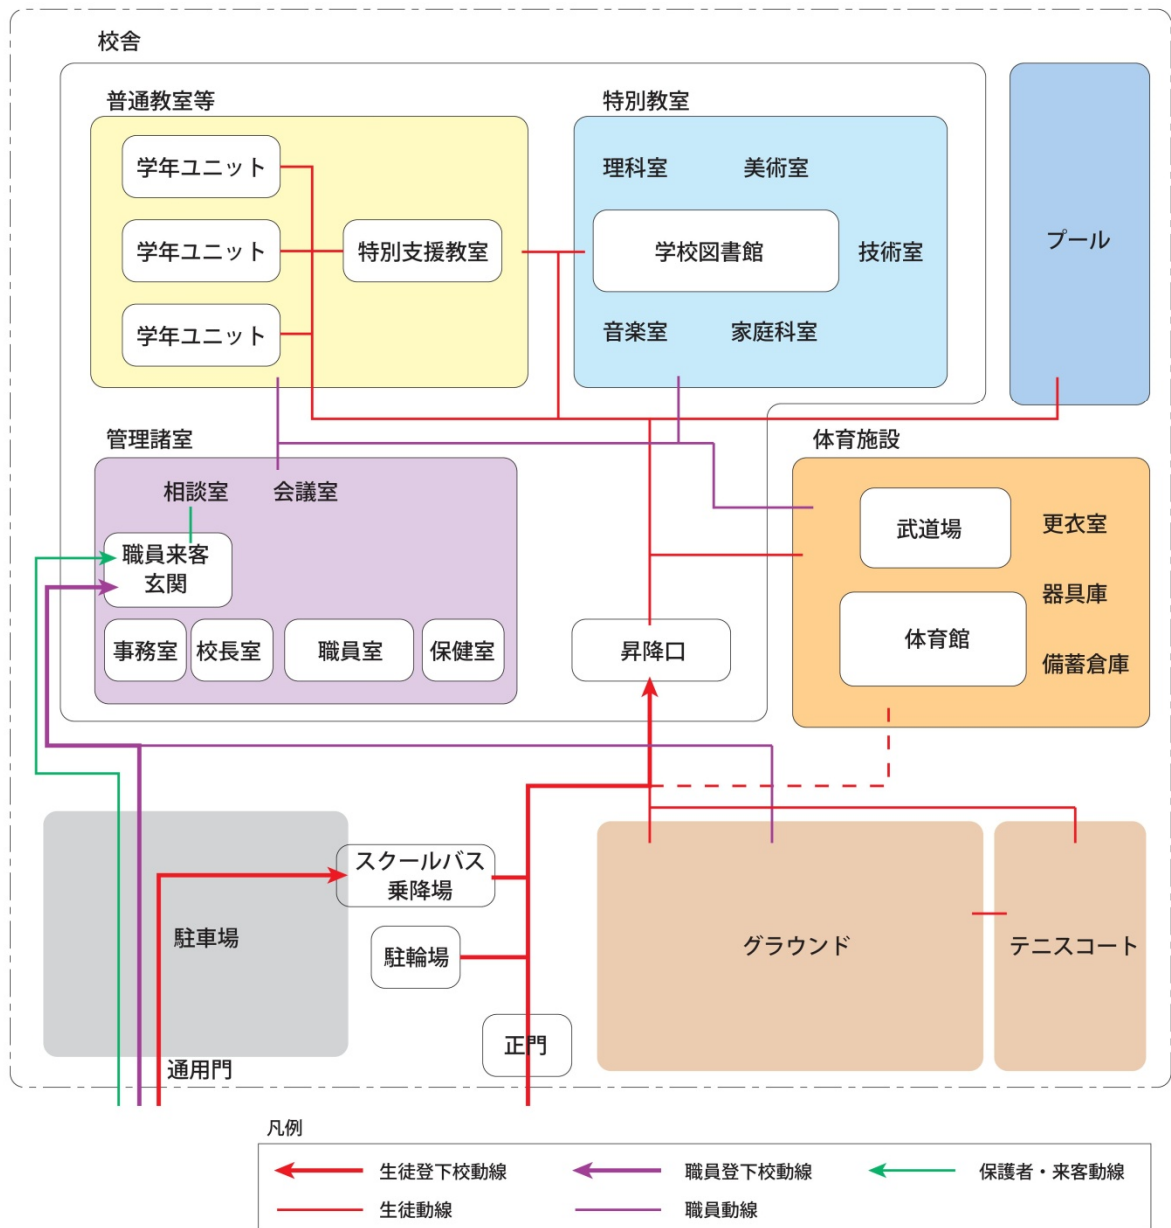 校舎
普通教室等
特別教室
学年ユニット
学年ユニット
学年ユニット
特別支援教室
理科室
美術室
学校図書館
技術室
音楽室
家庭科室
プール
管理諸室
相談室
会議室
職員来客
玄関
事務室
校長室
職員室
保健室
昇降口
体育施設
武道場
更衣室
器具庫
体育館
備蓄倉庫
スクールバス
乗降場
駐車場
駐輪場
正門
通用門
グラウンド
テニスコート
凡例
生徒登下校動線
職員登下校動線
保護者・来客動線
生徒動線
職員動線